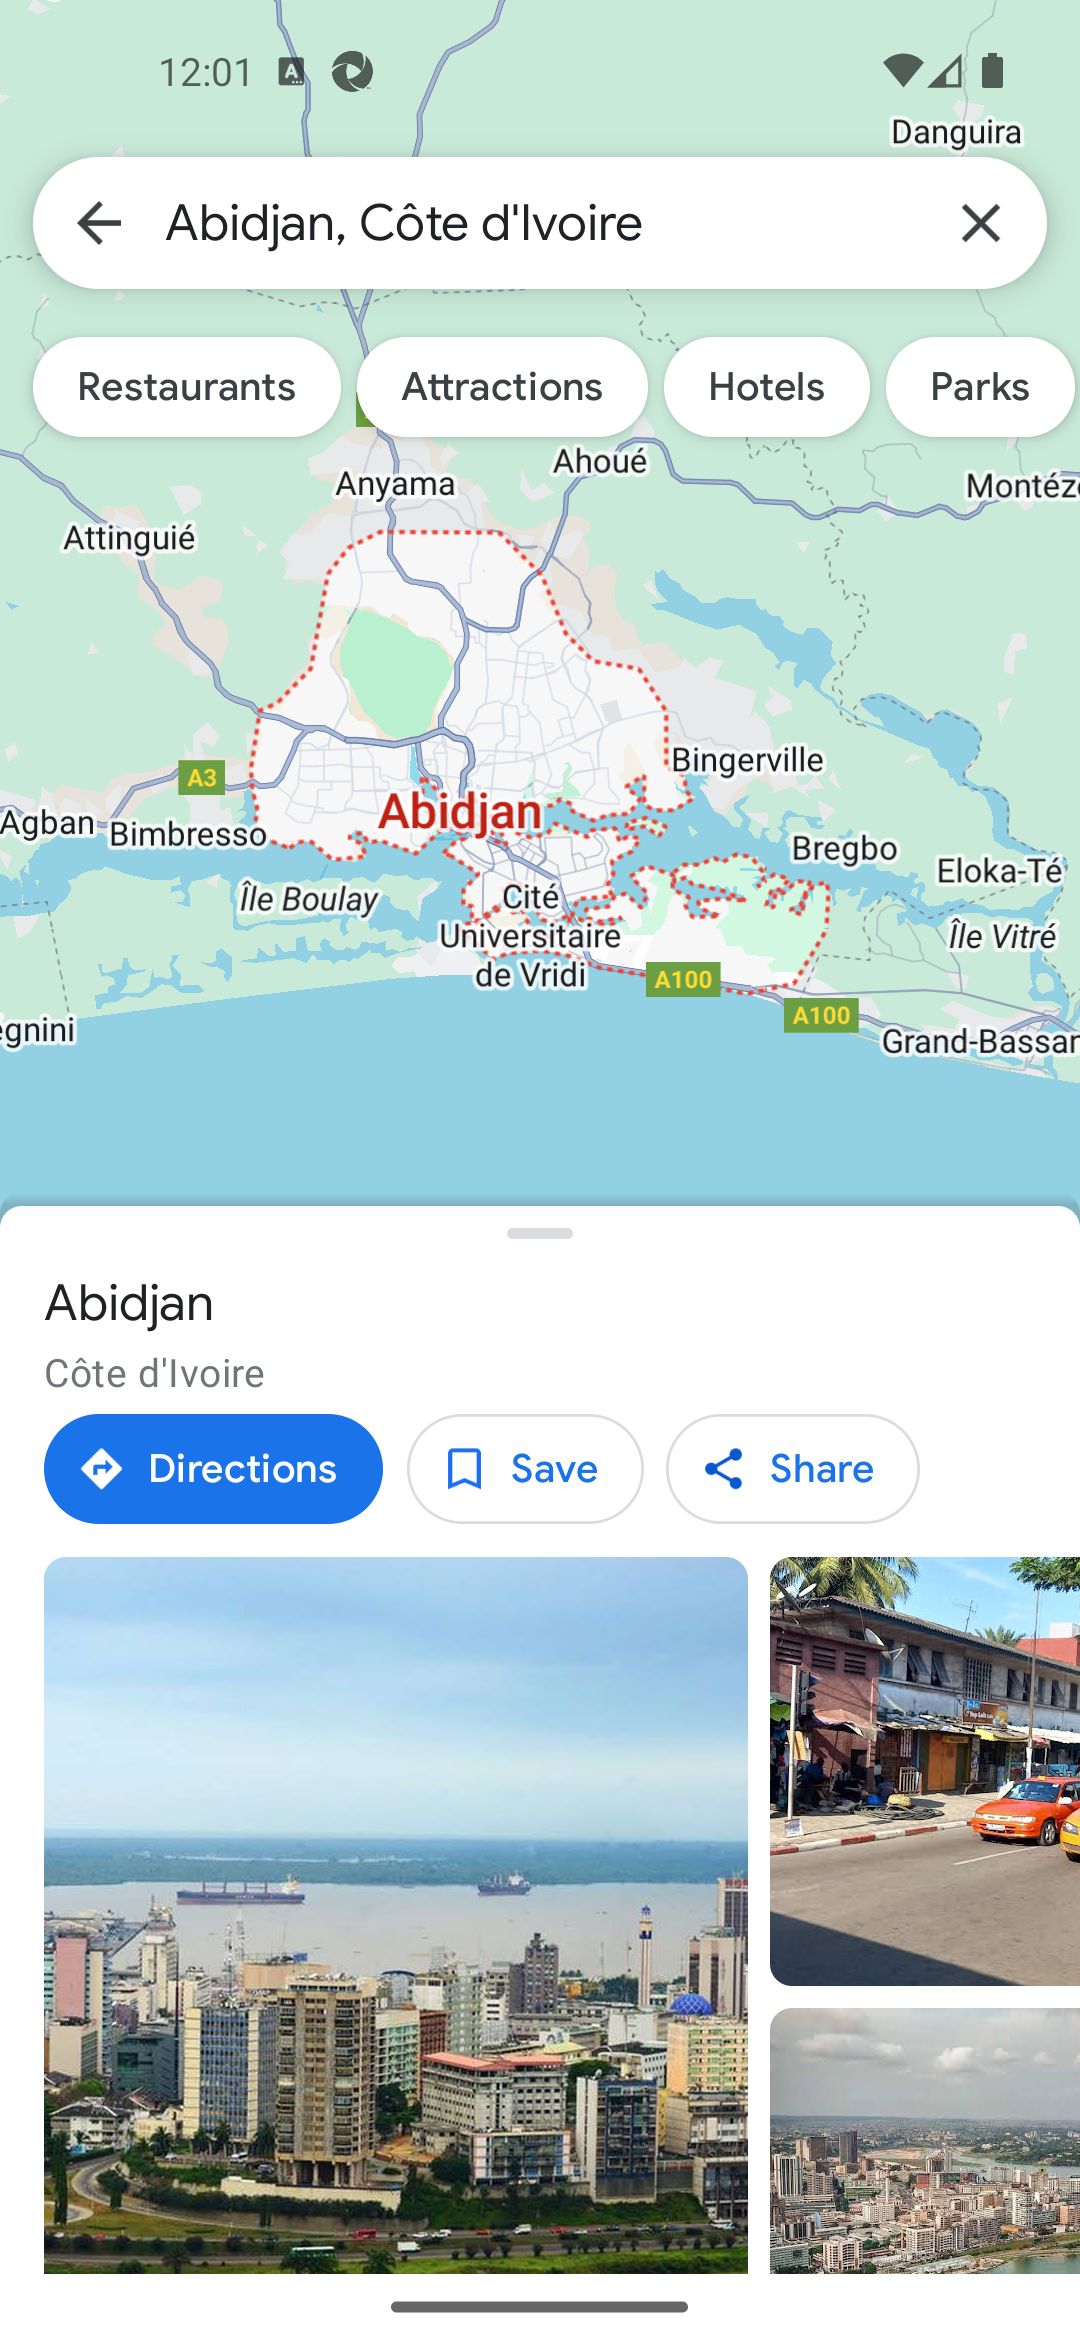 12:01
Danguira
Abidjan, Côte d'Ivoire
Restaurants
Attractions
Hotels
Parks
Ahoué
Anyama
Montéz
Attinguié
Bingerville
A3
Abidjan
Agban
Bimbresso
Bregbo
Eloka-Té
Île Boulay
Cité
Universitaire
de Vridi
Île Vitré
A100
A100
egnini
Grand-Bassar
Abidjan
Côte d'Ivoire
Directions
Save
Share